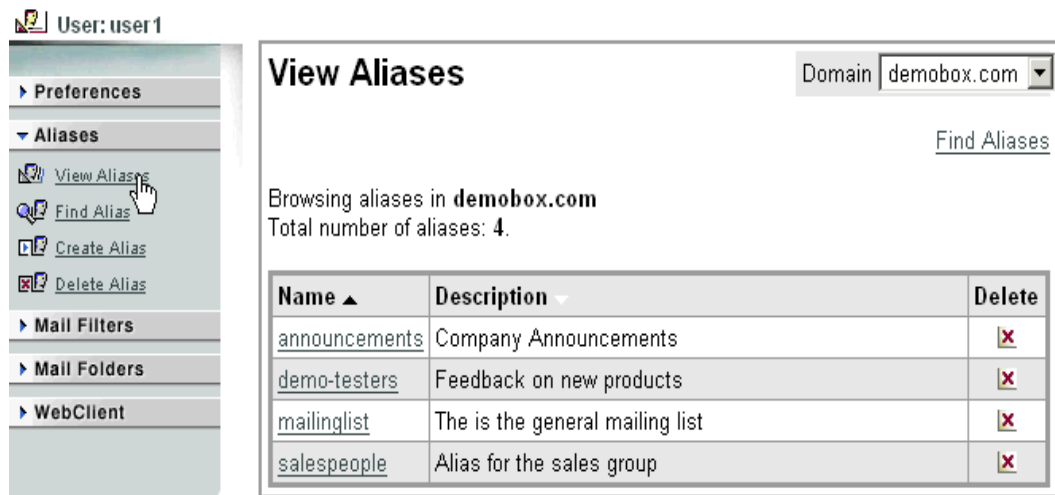 User: user1
Preferences
Aliases
View Aliases
Find Alias
Create Alias
Delete Alias
Mail Filters
Mail Folders
WebClient
View Aliases
Domain demobox.com
Find Aliases
Browsing aliases in demobox.com
Total number of aliases: 4.
Name Description Delete
announcements Company Announcements
demo-testers Feedback on new products
mailinglist The is the general mailing list
salespeople Alias for the sales group